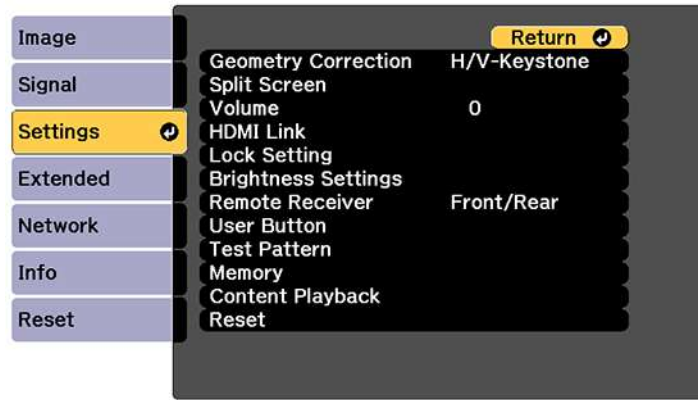 Image
Signal
Settings
Extended
Network
Info
Reset
Return
Geometry Correction H/V-Keystone
Split Screen
Volume 0
HDMI Link
Lock Setting
Brightness Settings
Remote Receiver Front/Rear
User Button
Test Pattern
Memory
Content Playback
Reset